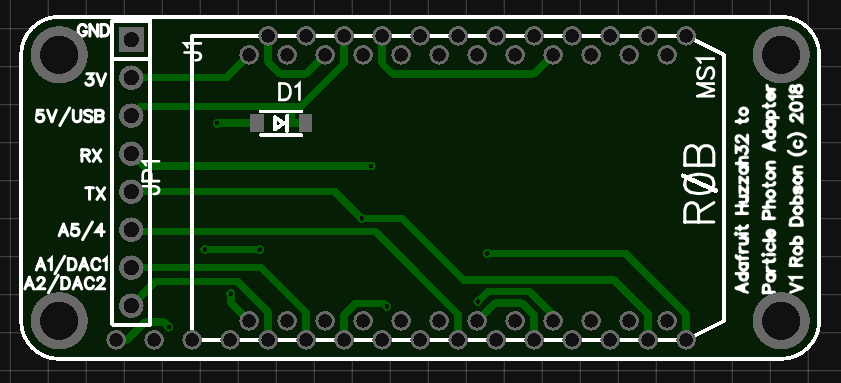 GND
3V
5V/USB
RX
TX
A5/4
A1/DAC1
A2/DAC2
JP1
D1
MS1
RØB
Adafruit Huzzah32 to
Particle Photon Adapter
V1 Rob Dobson (c) 2018